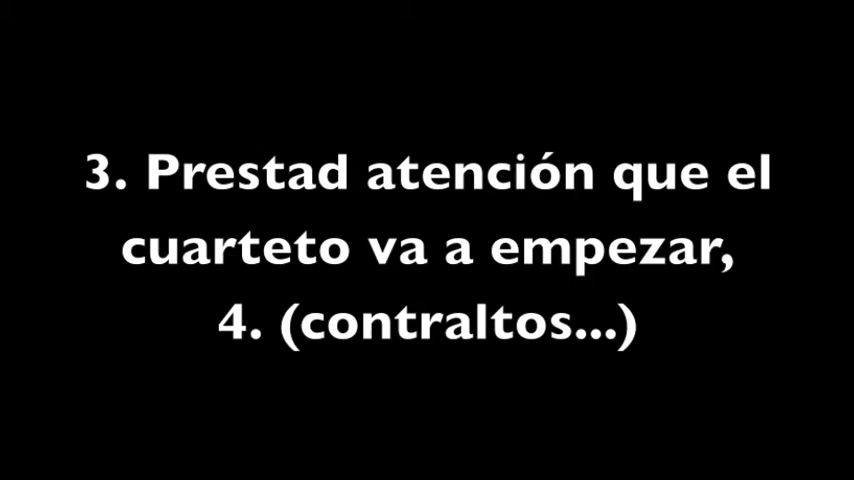 3. Prestad atención que el
cuarteto va a empezar,
4. (contraltos...)